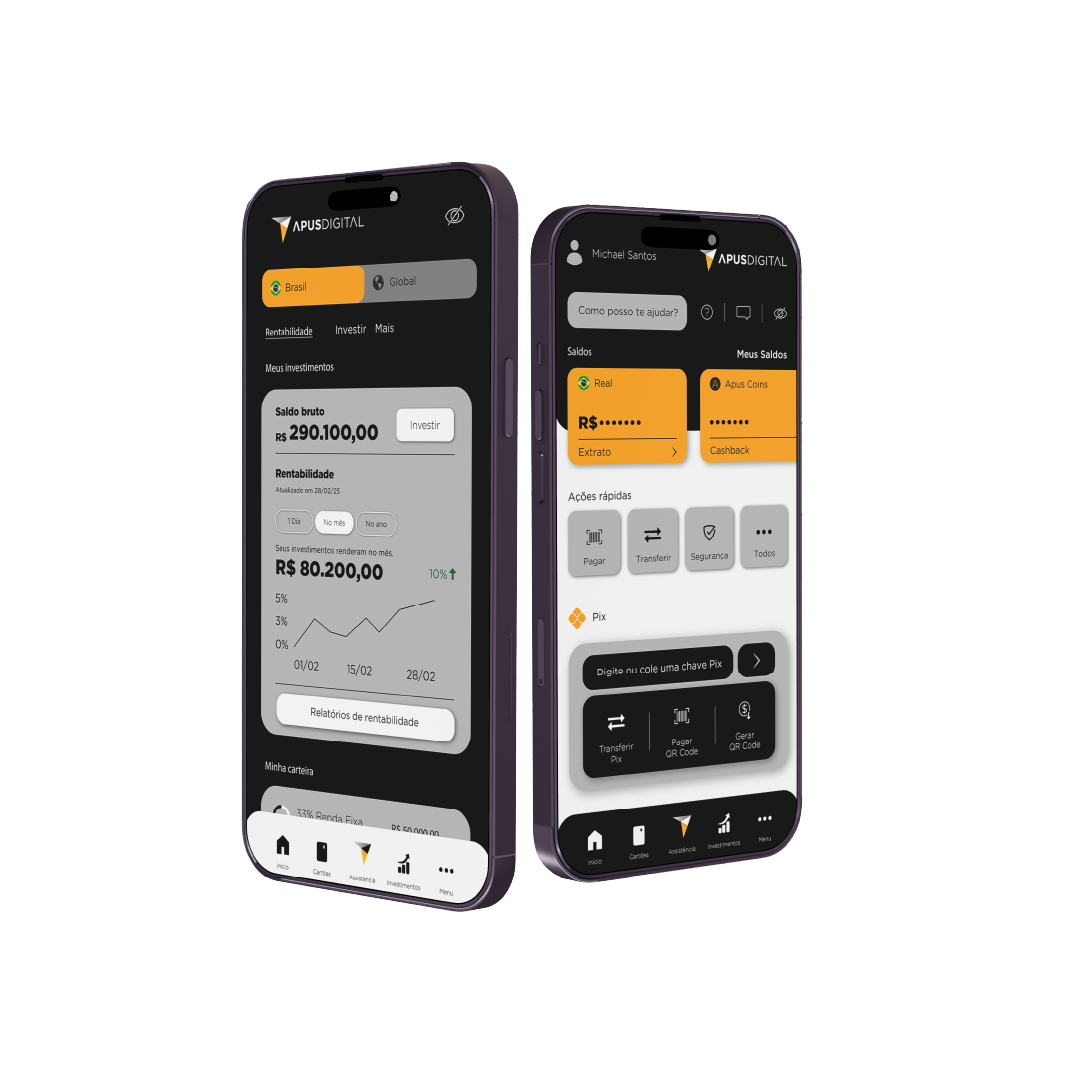 APUSDIGITAL
Brasil
Global
Rentabilidade
Investir
Mais
Meus investimentos
Saldo bruto
R$ 290.100,00
Investir
Rentabilidade
Atualizado em 28/02/25
1 Dia
No mês
No ano
Seus investimentos renderam no mês,
R$ 80.200,00
10%
5%
3%
0%
01/02
15/02
28/02
Relatórios de rentabilidade
Minha carteira
33% Renda Fixa
R$ 50.000,00
Início
Cartões
Assistência
Investimentos
Menu
Michael Santos
APUSDIGITAL
Como posso te ajudar?
?
Saldos
Meus Saldos
Real
R$•••••••
Extrato
A
Apus Coins
•••••••
Cashback
Ações rápidas
Pagar
Transferir
Segurança
Todos
Pix
Digite ou cole uma chave Pix
Transferir
Pix
Pagar
QR Code
$
Gerar
QR Code
Início
Cartões
Assistência
Investimentos
Menu